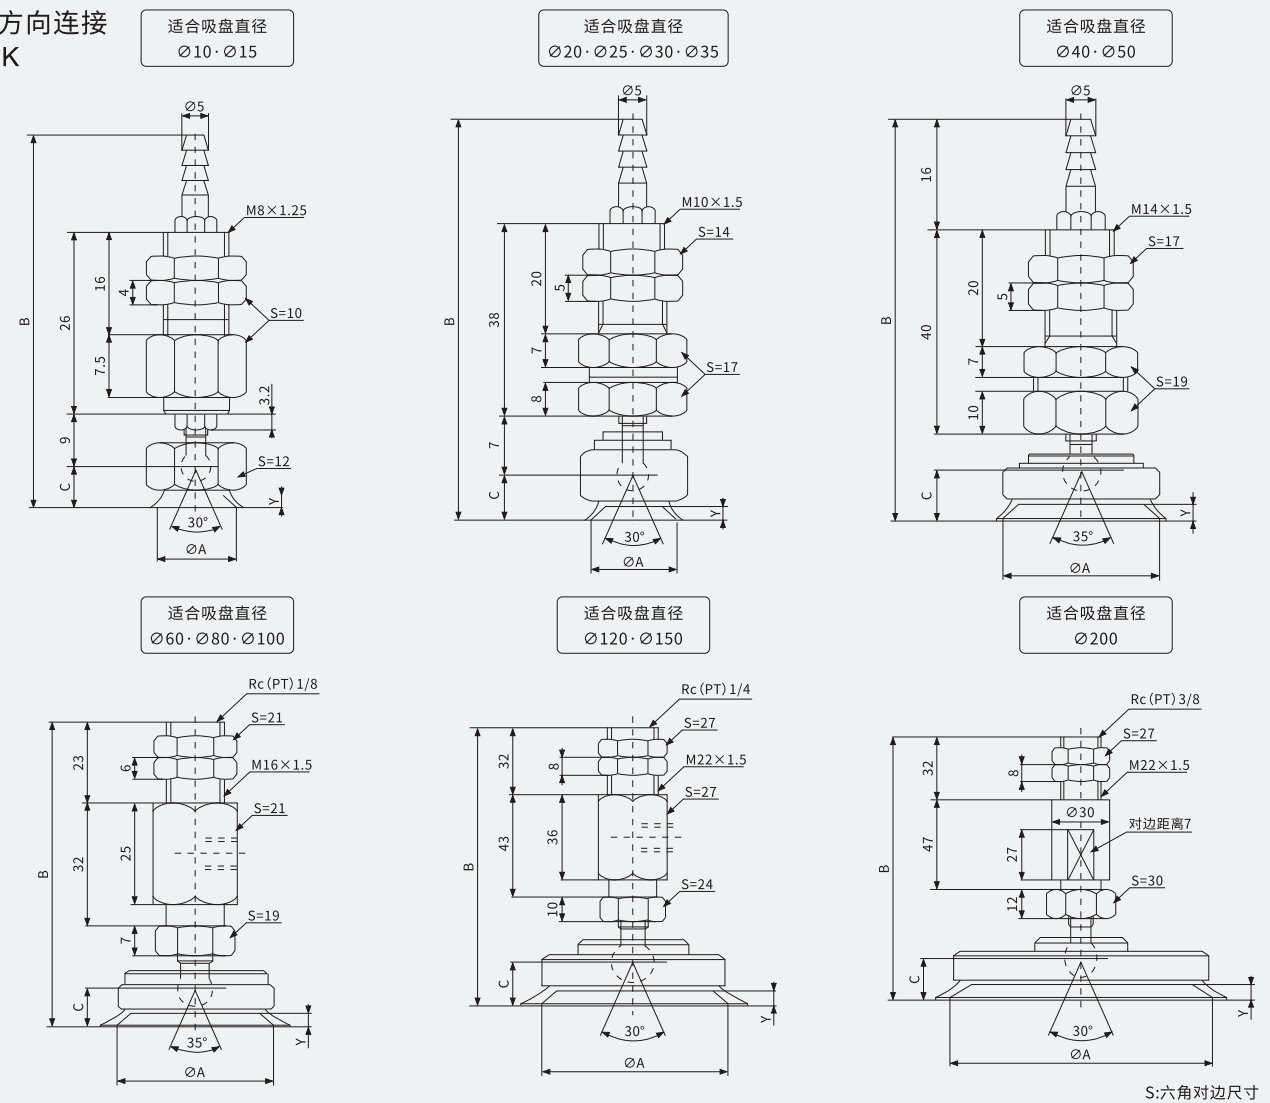 方向连接
K
适合吸盘直径
∅10·∅15
∅5
M8×1.25
B
26
16
4
S=10
7.5
3.2
9
C
S=12
Y
30°
∅A
适合吸盘直径
∅20·∅25·∅30·∅35
∅5
M10×1.5
S=14
B
38
20
5
7
S=17
8
7
C
Y
30°
∅A
适合吸盘直径
∅40·∅50
∅5
16
M14×1.5
S=17
B
40
20
5
7
S=19
10
C
Y
35°
∅A
适合吸盘直径
∅60·∅80·∅100
Rc(PT)1/8
S=21
23
6
M16×1.5
S=21
B
32
25
S=19
7
C
Y
35°
∅A
适合吸盘直径
∅120·∅150
Rc(PT)1/4
S=27
32
8
M22×1.5
S=27
B
43
36
S=24
10
C
Y
30°
∅A
适合吸盘直径
∅200
Rc(PT)3/8
S=27
32
8
M22×1.5
∅30
对边距离7
B
47
27
S=30
12
C
Y
30°
∅A
S:六角对边尺寸